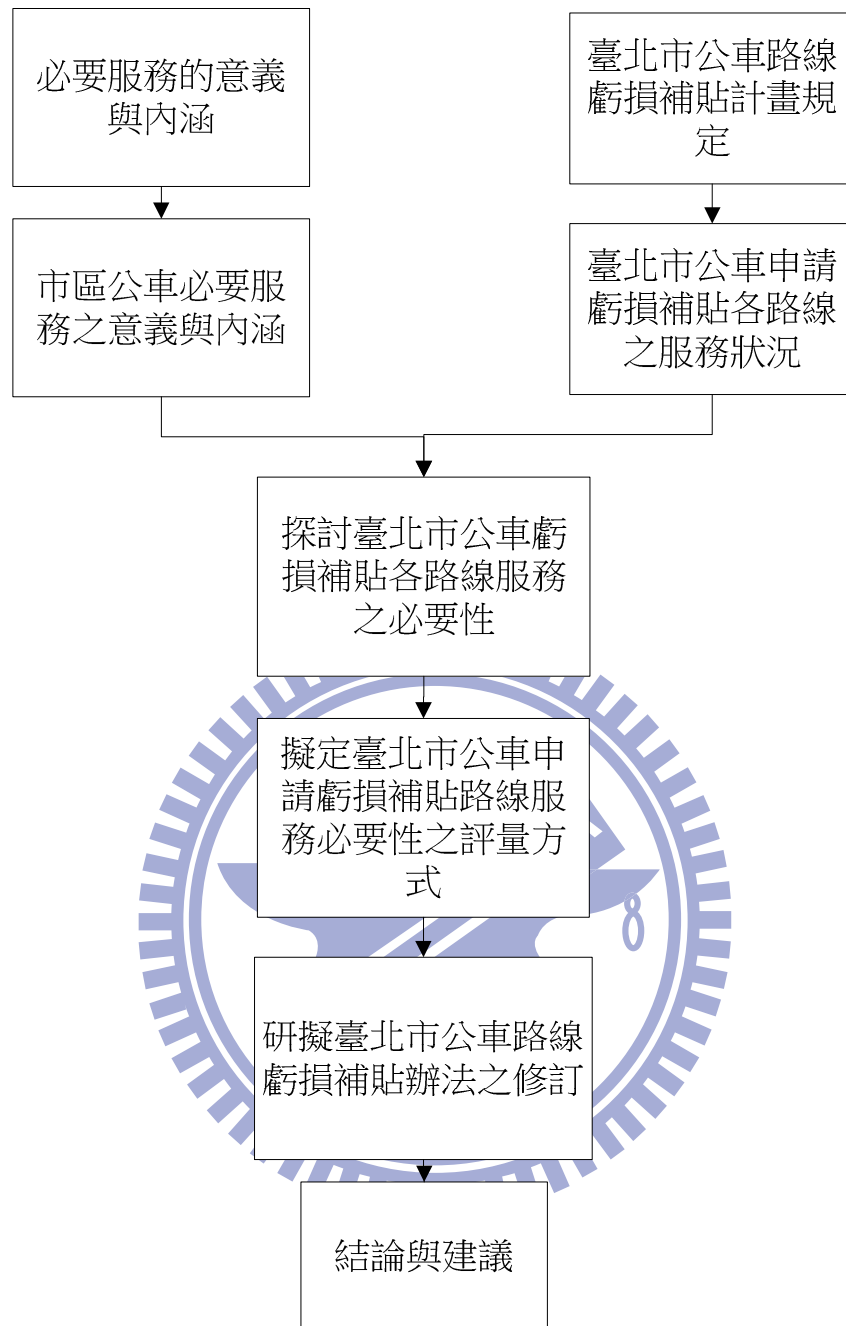 必要服務的意義
與內涵
市區公車必要服
務之意義與內涵
臺北市公車路線
虧損補貼計畫規
定
臺北市公車申請
虧損補貼各路線
之服務狀況
探討臺北市公車虧
損補貼各路線服務
之必要性
擬定臺北市公車申
請虧損補貼路線服
務必要性之評量方
式
研擬臺北市公車路線
虧損補貼辦法之修訂
結論與建議
8